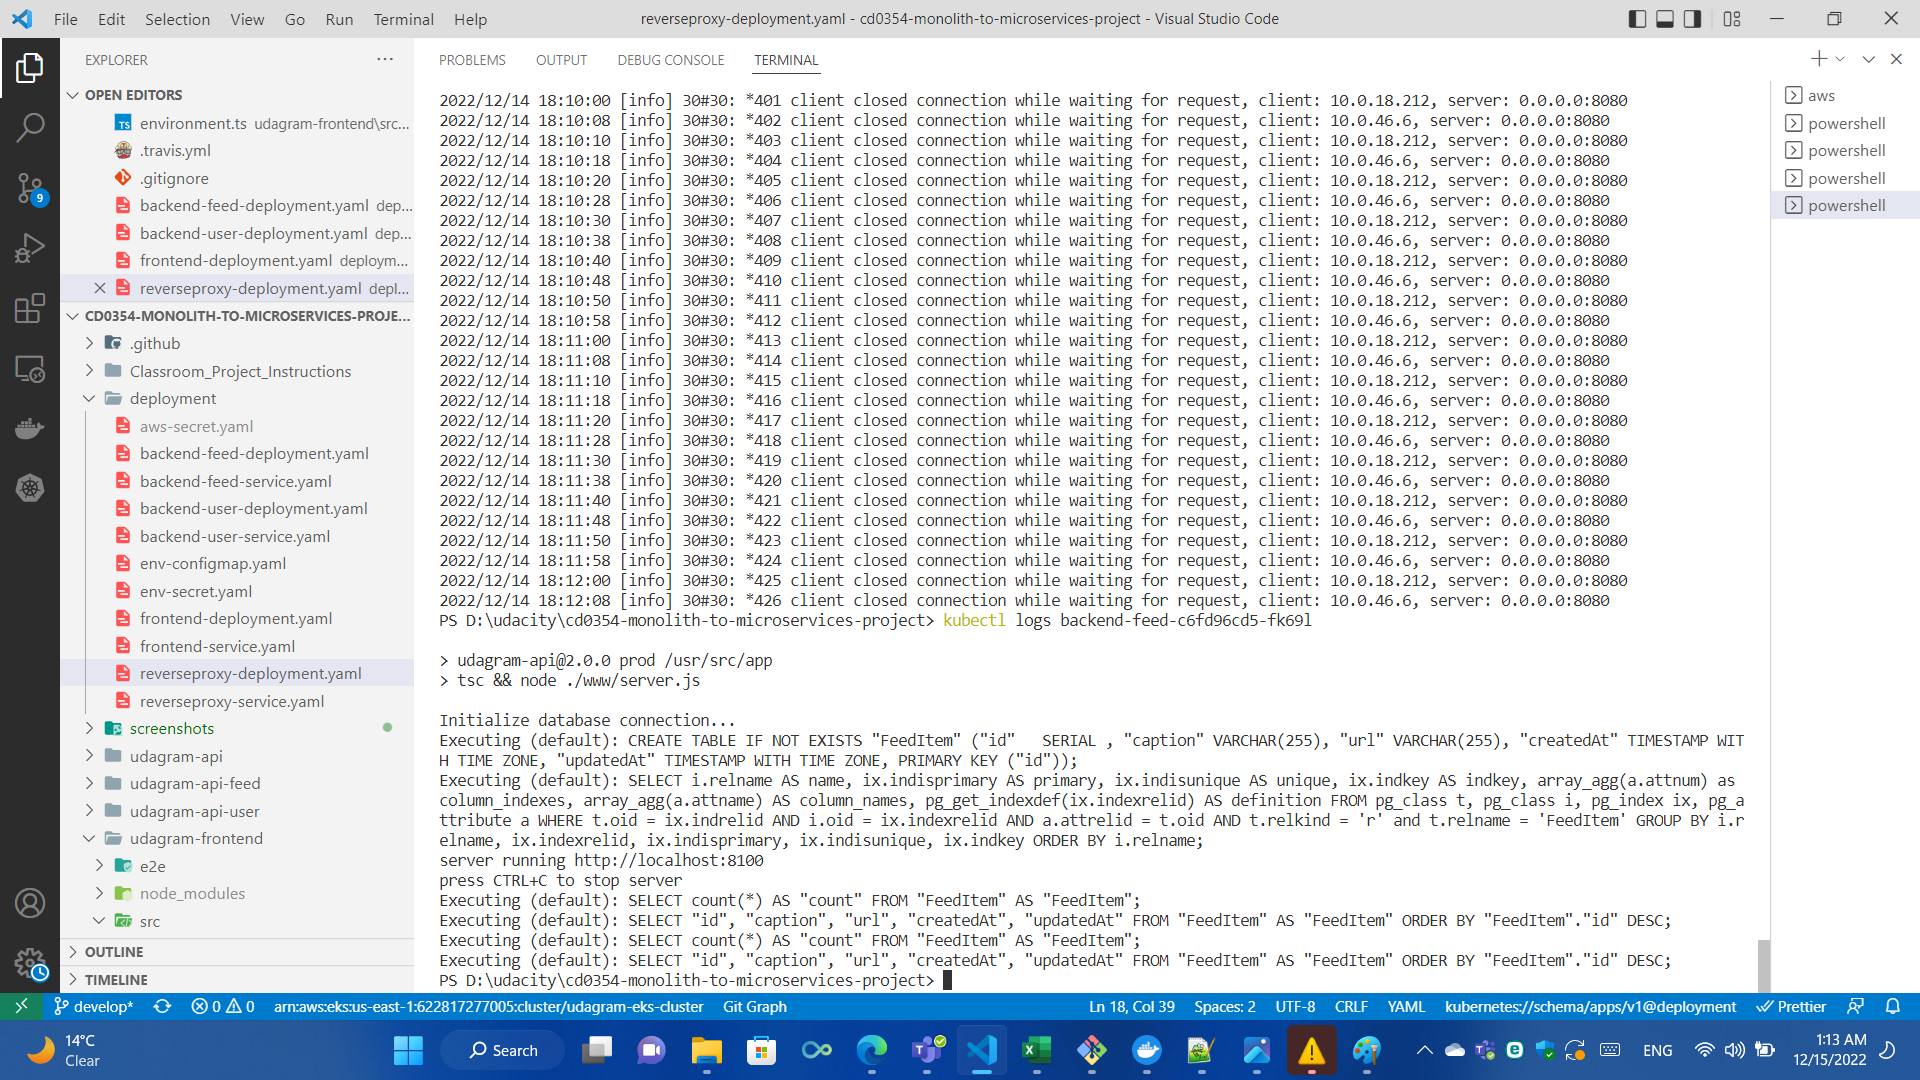 File Edit Selection View Go Run Terminal Help
reverseproxy-deployment.yaml - cd0354-monolith-to-microservices-project - Visual Studio Code
EXPLORER
OPEN EDITORS
environment.ts udagram-frontend\src...
.travis.yml
.gitignore
backend-feed-deployment.yaml dep...
backend-user-deployment.yaml dep...
frontend-deployment.yaml deploym...
reverseproxy-deployment.yaml depl...
CD0354-MONOLITH-TO-MICROSERVICES-PROJE...
.github
Classroom_Project_Instructions
deployment
aws-secret.yaml
backend-feed-deployment.yaml
backend-feed-service.yaml
backend-user-deployment.yaml
backend-user-service.yaml
env-configmap.yaml
env-secret.yaml
frontend-deployment.yaml
frontend-service.yaml
reverseproxy-deployment.yaml
reverseproxy-service.yaml
screenshots
udagram-api
udagram-api-feed
udagram-api-user
udagram-frontend
e2e
node_modules
src
OUTLINE
TIMELINE
9
PROBLEMS OUTPUT DEBUG CONSOLE TERMINAL
2022/12/14 18:10:00 [info] 30#30: *401 client closed connection while waiting for request, client: 10.0.18.212, server: 0.0.0.0:8080
2022/12/14 18:10:08 [info] 30#30: *402 client closed connection while waiting for request, client: 10.0.46.6, server: 0.0.0.0:8080
2022/12/14 18:10:10 [info] 30#30: *403 client closed connection while waiting for request, client: 10.0.18.212, server: 0.0.0.0:8080
2022/12/14 18:10:18 [info] 30#30: *404 client closed connection while waiting for request, client: 10.0.46.6, server: 0.0.0.0:8080
2022/12/14 18:10:20 [info] 30#30: *405 client closed connection while waiting for request, client: 10.0.18.212, server: 0.0.0.0:8080
2022/12/14 18:10:28 [info] 30#30: *406 client closed connection while waiting for request, client: 10.0.46.6, server: 0.0.0.0:8080
2022/12/14 18:10:30 [info] 30#30: *407 client closed connection while waiting for request, client: 10.0.18.212, server: 0.0.0.0:8080
2022/12/14 18:10:38 [info] 30#30: *408 client closed connection while waiting for request, client: 10.0.46.6, server: 0.0.0.0:8080
2022/12/14 18:10:40 [info] 30#30: *409 client closed connection while waiting for request, client: 10.0.18.212, server: 0.0.0.0:8080
2022/12/14 18:10:48 [info] 30#30: *410 client closed connection while waiting for request, client: 10.0.46.6, server: 0.0.0.0:8080
2022/12/14 18:10:50 [info] 30#30: *411 client closed connection while waiting for request, client: 10.0.18.212, server: 0.0.0.0:8080
2022/12/14 18:10:58 [info] 30#30: *412 client closed connection while waiting for request, client: 10.0.46.6, server: 0.0.0.0:8080
2022/12/14 18:11:00 [info] 30#30: *413 client closed connection while waiting for request, client: 10.0.18.212, server: 0.0.0.0:8080
2022/12/14 18:11:08 [info] 30#30: *414 client closed connection while waiting for request, client: 10.0.46.6, server: 0.0.0.0:8080
2022/12/14 18:11:10 [info] 30#30: *415 client closed connection while waiting for request, client: 10.0.18.212, server: 0.0.0.0:8080
2022/12/14 18:11:18 [info] 30#30: *416 client closed connection while waiting for request, client: 10.0.46.6, server: 0.0.0.0:8080
2022/12/14 18:11:20 [info] 30#30: *417 client closed connection while waiting for request, client: 10.0.18.212, server: 0.0.0.0:8080
2022/12/14 18:11:28 [info] 30#30: *418 client closed connection while waiting for request, client: 10.0.46.6, server: 0.0.0.0:8080
2022/12/14 18:11:30 [info] 30#30: *419 client closed connection while waiting for request, client: 10.0.18.212, server: 0.0.0.0:8080
2022/12/14 18:11:38 [info] 30#30: *420 client closed connection while waiting for request, client: 10.0.46.6, server: 0.0.0.0:8080
2022/12/14 18:11:40 [info] 30#30: *421 client closed connection while waiting for request, client: 10.0.18.212, server: 0.0.0.0:8080
2022/12/14 18:11:48 [info] 30#30: *422 client closed connection while waiting for request, client: 10.0.46.6, server: 0.0.0.0:8080
2022/12/14 18:11:50 [info] 30#30: *423 client closed connection while waiting for request, client: 10.0.18.212, server: 0.0.0.0:8080
2022/12/14 18:11:58 [info] 30#30: *424 client closed connection while waiting for request, client: 10.0.46.6, server: 0.0.0.0:8080
2022/12/14 18:12:00 [info] 30#30: *425 client closed connection while waiting for request, client: 10.0.18.212, server: 0.0.0.0:8080
2022/12/14 18:12:08 [info] 30#30: *426 client closed connection while waiting for request, client: 10.0.46.6, server: 0.0.0.0:8080
PS D:\udacity\cd0354-monolith-to-microservices-project> kubectl logs backend-feed-c6fd96cd5-fk69l
> udagram-api@2.0.0 prod /usr/src/app
> tsc && node ./www/server.js
Initialize database connection...
Executing (default): CREATE TABLE IF NOT EXISTS "FeedItem" ("id"   SERIAL , "caption" VARCHAR(255), "url" VARCHAR(255), "createdAt" TIMESTAMP WIT
H TIME ZONE, "updatedAt" TIMESTAMP WITH TIME ZONE, PRIMARY KEY ("id"));
Executing (default): SELECT i.relname AS name, ix.indisprimary AS primary, ix.indisunique AS unique, ix.indkey AS indkey, array_agg(a.attnum) as
column_indexes, array_agg(a.attname) AS column_names, pg_get_indexdef(ix.indexrelid) AS definition FROM pg_class t, pg_class i, pg_index ix, pg_a
ttribute a WHERE t.oid = ix.indrelid AND i.oid = ix.indexrelid AND a.attrelid = t.oid AND t.relkind = 'r' and t.relname = 'FeedItem' GROUP BY i.r
elname, ix.indexrelid, ix.indisprimary, ix.indisunique, ix.indkey ORDER BY i.relname;
server running http://localhost:8100
press CTRL+C to stop server
Executing (default): SELECT count(*) AS "count" FROM "FeedItem" AS "FeedItem";
Executing (default): SELECT "id", "caption", "url", "createdAt", "updatedAt" FROM "FeedItem" AS "FeedItem" ORDER BY "FeedItem"."id" DESC;
Executing (default): SELECT count(*) AS "count" FROM "FeedItem" AS "FeedItem";
Executing (default): SELECT "id", "caption", "url", "createdAt", "updatedAt" FROM "FeedItem" AS "FeedItem" ORDER BY "FeedItem"."id" DESC;
PS D:\udacity\cd0354-monolith-to-microservices-project>
aws
powershell
powershell
powershell
powershell
develop* 0 0 arn:aws:eks:us-east-1:622817277005:cluster/udagram-eks-cluster Git Graph Ln 18, Col 39 Spaces: 2 UTF-8 CRLF YAML kubernetes://schema/apps/v1@deployment Prettier
14°C
Clear
Search
ENG
1:13 AM
12/15/2022